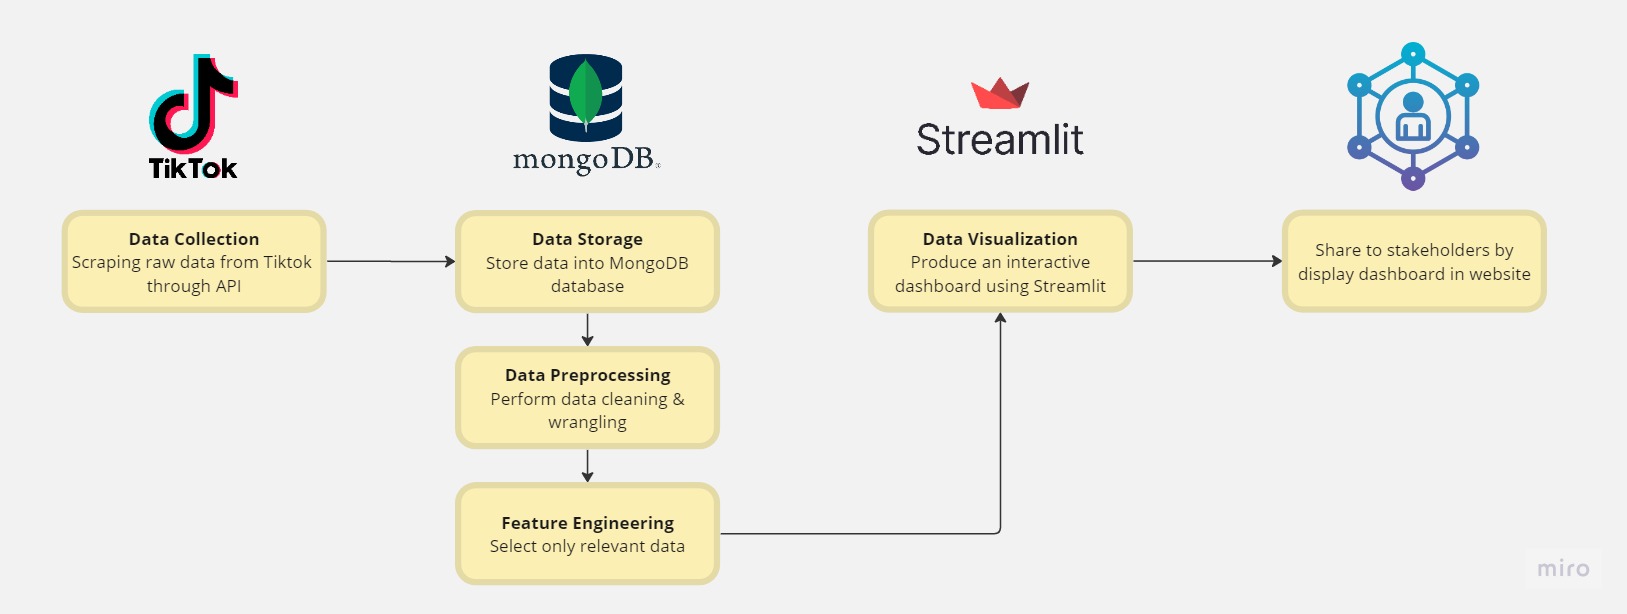 TikTok
mongoDB®
Streamlit
Data Collection
Scraping raw data from Tiktok
through API
Data Storage
Store data into MongoDB
database
Data Preprocessing
Perform data cleaning &
wrangling
Feature Engineering
Select only relevant data
Data Visualization
Produce an interactive
dashboard using Streamlit
Share to stakeholders by
display dashboard in website
miro